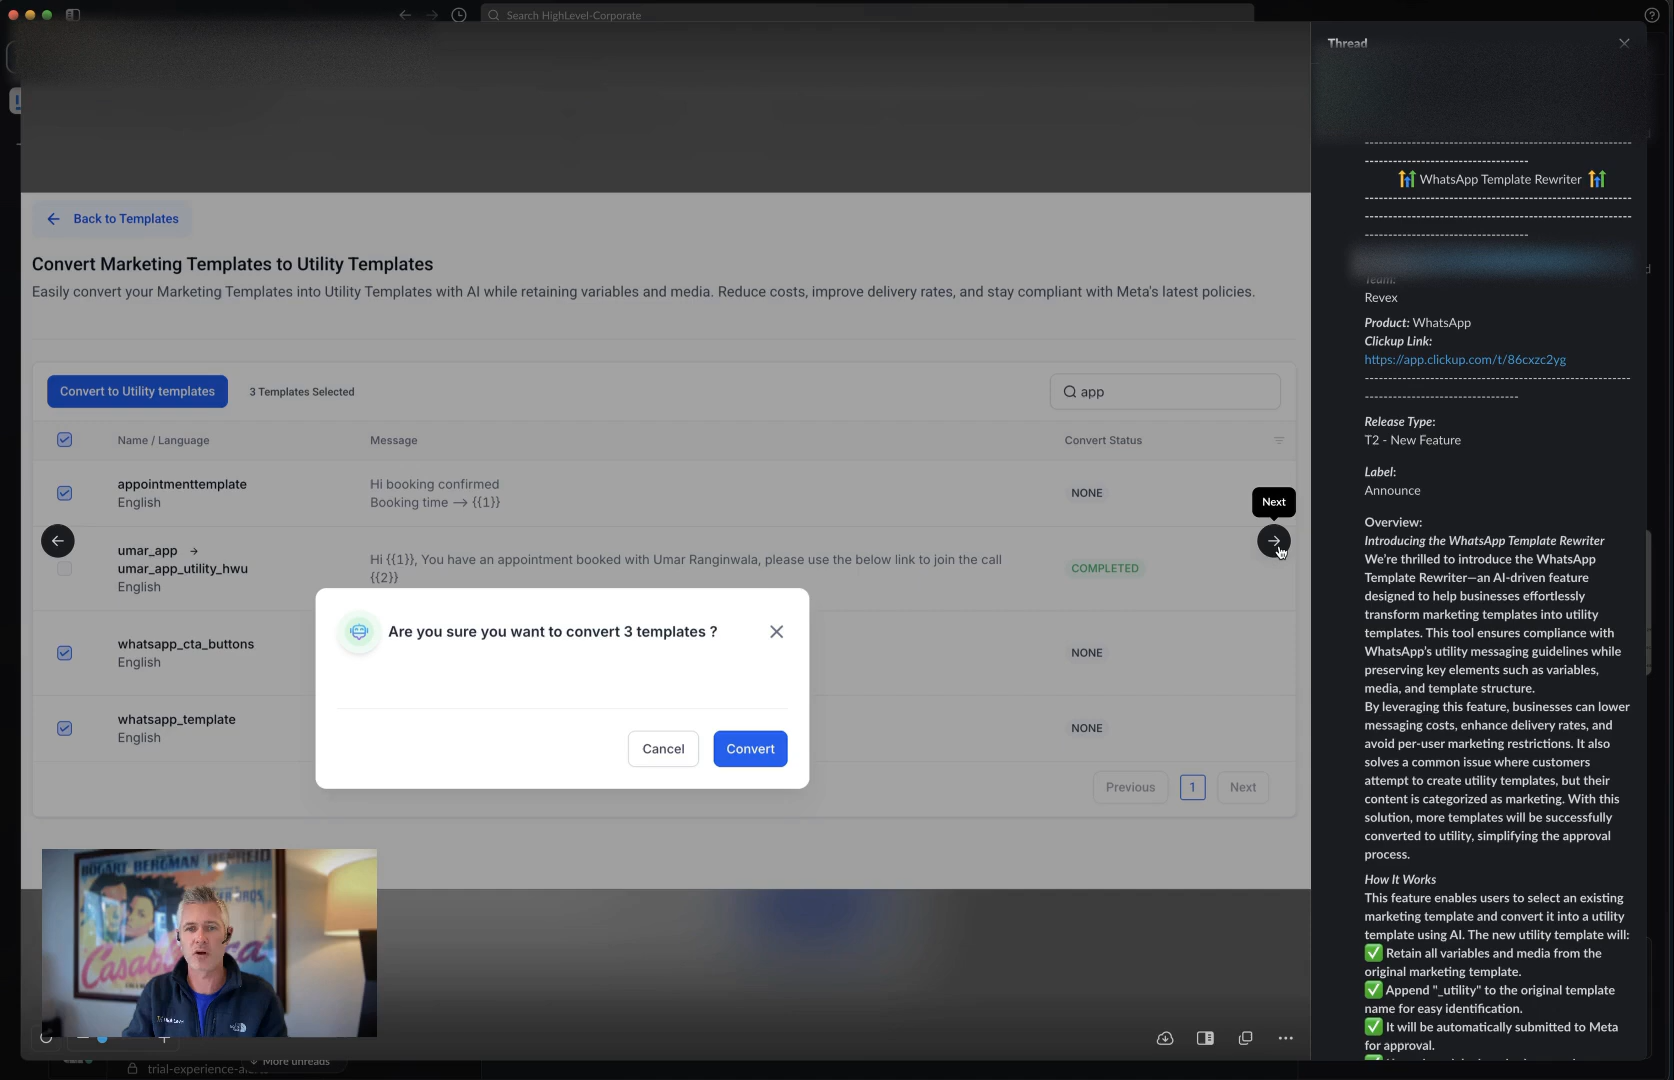 Search HighLevel-Corporate
Thread
WhatsApp Template Rewriter
Team:
Revex
Product: WhatsApp
Clickup Link:
https://app.clickup.com/t/86cxzc2yg
Release Type:
T2 - New Feature
Label:
Announce
Overview:
Introducing the WhatsApp Template Rewriter
We're thrilled to introduce the WhatsApp
Template Rewriter—an AI-driven feature
designed to help businesses effortlessly
transform marketing templates into utility
templates. This tool ensures compliance with
WhatsApp's utility messaging guidelines while
preserving key elements such as variables,
media, and template structure.
By leveraging this feature, businesses can lower
messaging costs, enhance delivery rates, and
avoid per-user marketing restrictions. It also
solves a common issue where customers
attempt to create utility templates, but their
content is categorized as marketing. With this
solution, more templates will be successfully
converted to utility, simplifying the approval
process.
How It Works
This feature enables users to select an existing
marketing template and convert it into a utility
template using AI. The new utility template will:
✅ Retain all variables and media from the
original marketing template.
✅ Append "_utility" to the original template
name for easy identification.
✅ It will be automatically submitted to Meta
for approval.
← Back to Templates
Convert Marketing Templates to Utility Templates
Easily convert your Marketing Templates into Utility Templates with AI while retaining variables and media. Reduce costs, improve delivery rates, and stay compliant with Meta's latest policies.
Convert to Utility templates 3 Templates Selected app
Name / Language Message Convert Status
appointmenttemplate
English
Hi booking confirmed
Booking time --> {{1}}
NONE
Next
umar_app →
umar_app_utility_hwu
English
Hi {{1}}, You have an appointment booked with Umar Ranginwala, please use the below link to join the call
{{2}}
COMPLETED
Are you sure you want to convert 3 templates ?
Cancel Convert
whatsapp_cta_buttons
English
NONE
whatsapp_template
English
NONE
Previous 1 Next
BOGART BERGMAN HENREID
More unreads